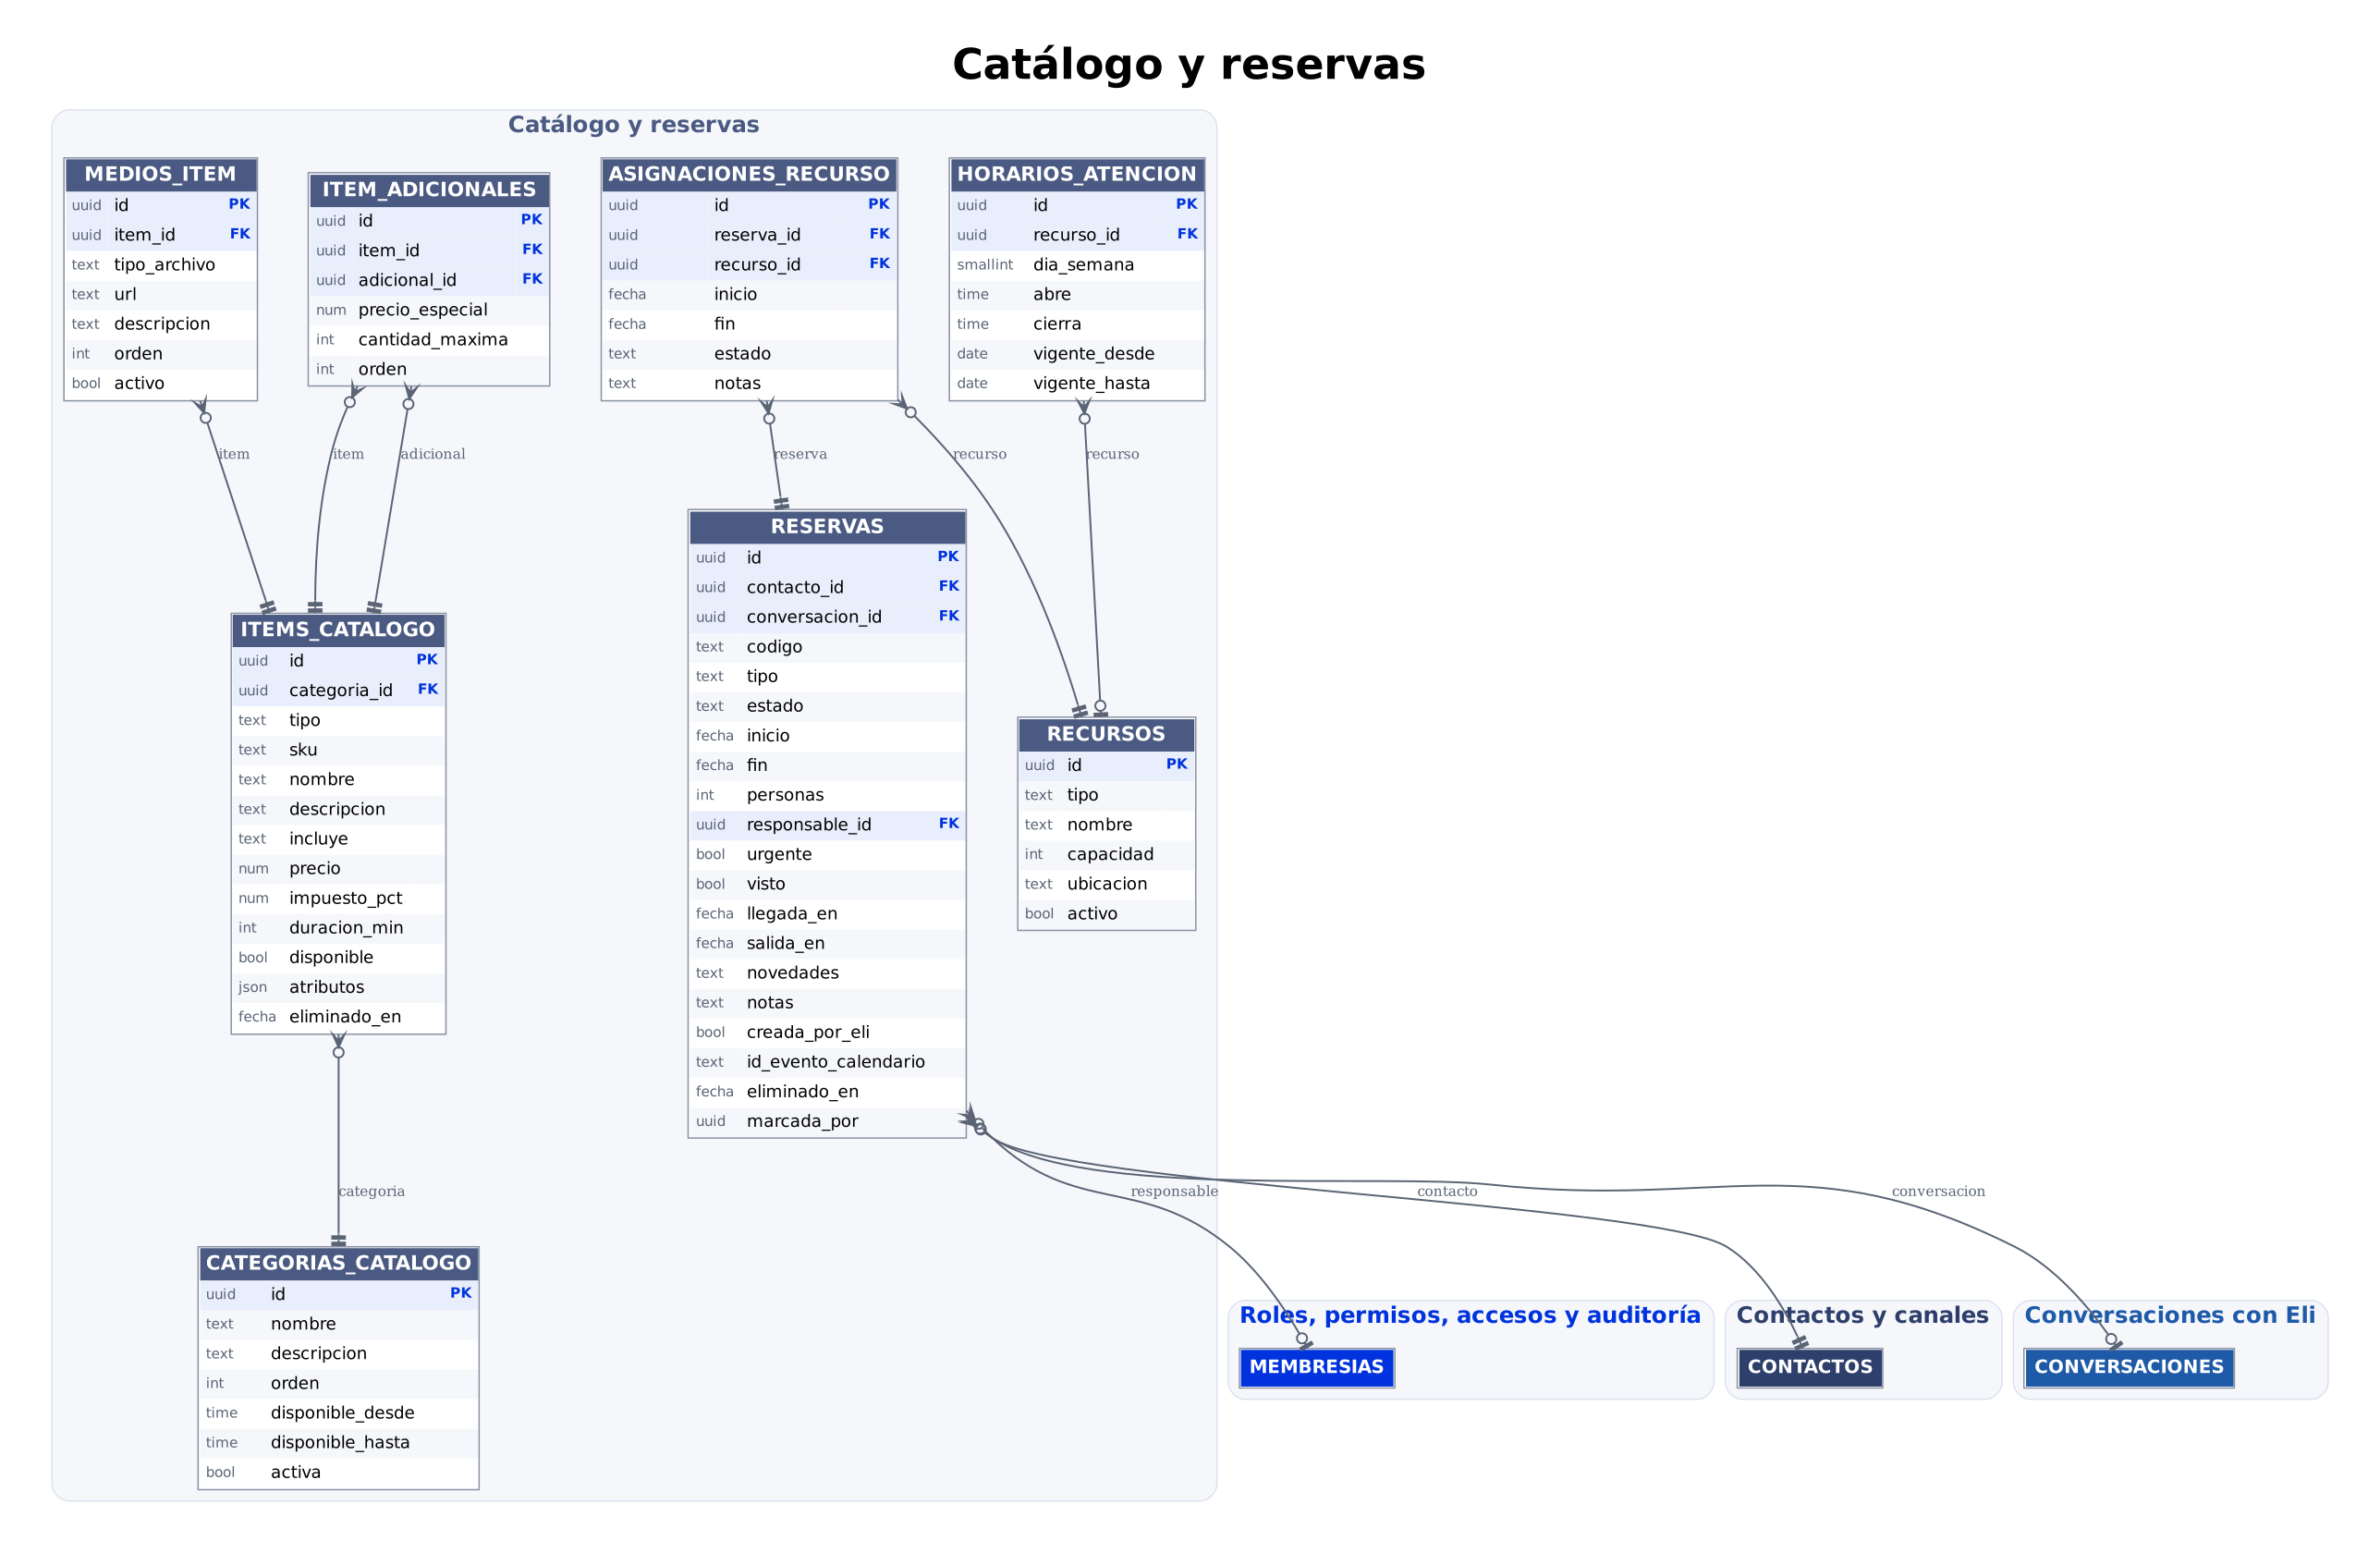 Catálogo y reservas
Catálogo y reservas
MEDIOS_ITEM
uuid id PK
uuid item_id FK
text tipo_archivo
text url
text descripcion
int orden
bool activo
ITEM_ADICIONALES
uuid id PK
uuid item_id FK
uuid adicional_id FK
num precio_especial
int cantidad_maxima
int orden
ASIGNACIONES_RECURSO
uuid id PK
uuid reserva_id FK
uuid recurso_id FK
fecha inicio
fecha fin
text estado
text notas
HORARIOS_ATENCION
uuid id PK
uuid recurso_id FK
smallint dia_semana
time abre
time cierra
date vigente_desde
date vigente_hasta
item
item
adicional
reserva
recurso
recurso
RESERVAS
uuid id PK
uuid contacto_id FK
uuid conversacion_id FK
text codigo
text tipo
text estado
fecha inicio
fecha fin
int personas
uuid responsable_id FK
bool urgente
bool visto
fecha llegada_en
fecha salida_en
text novedades
text notas
bool creada_por_eli
text id_evento_calendario
fecha eliminado_en
uuid marcada_por
ITEMS_CATALOGO
uuid id PK
uuid categoria_id FK
text tipo
text sku
text nombre
text descripcion
text incluye
num precio
num impuesto_pct
int duracion_min
bool disponible
json atributos
fecha eliminado_en
RECURSOS
uuid id PK
text tipo
text nombre
int capacidad
text ubicacion
bool activo
categoria
responsable
contacto
conversacion
CATEGORIAS_CATALOGO
uuid id PK
text nombre
text descripcion
int orden
time disponible_desde
time disponible_hasta
bool activa
Roles, permisos, accesos y auditoría
MEMBRESIAS
Contactos y canales
CONTACTOS
Conversaciones con Eli
CONVERSACIONES